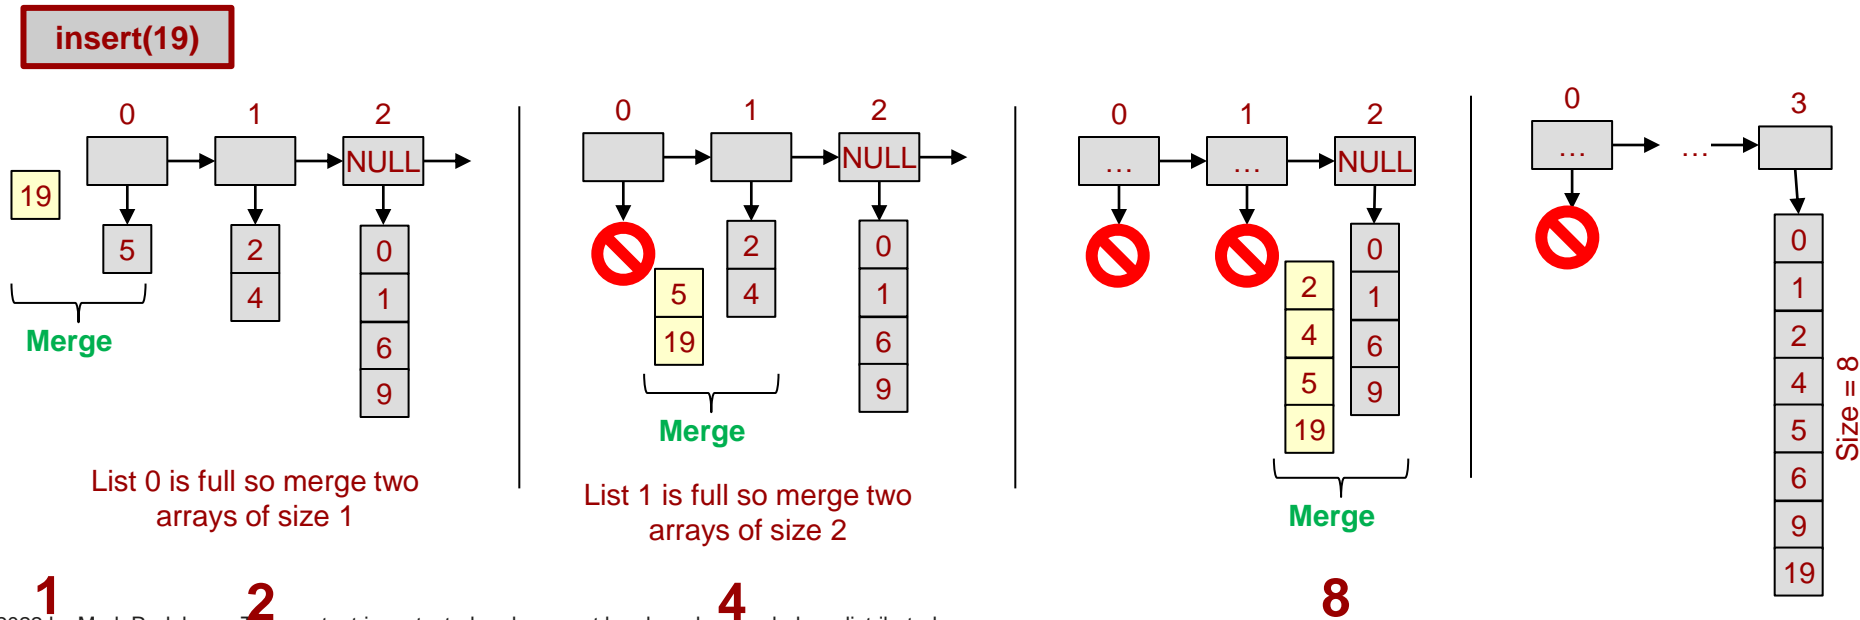 insert(19)
0 1 2
NULL
19
5
2
4
0
1
6
9
Merge
List 0 is full so merge two
arrays of size 1
0 1 2
NULL
5
19
2
4
0
1
6
9
Merge
List 1 is full so merge two
arrays of size 2
0 1 2
… … NULL
2
4
5
19
0
1
6
9
Merge
0 3
… …
0
1
2
4
5
6
9
19
Size = 8
1 2 4 8